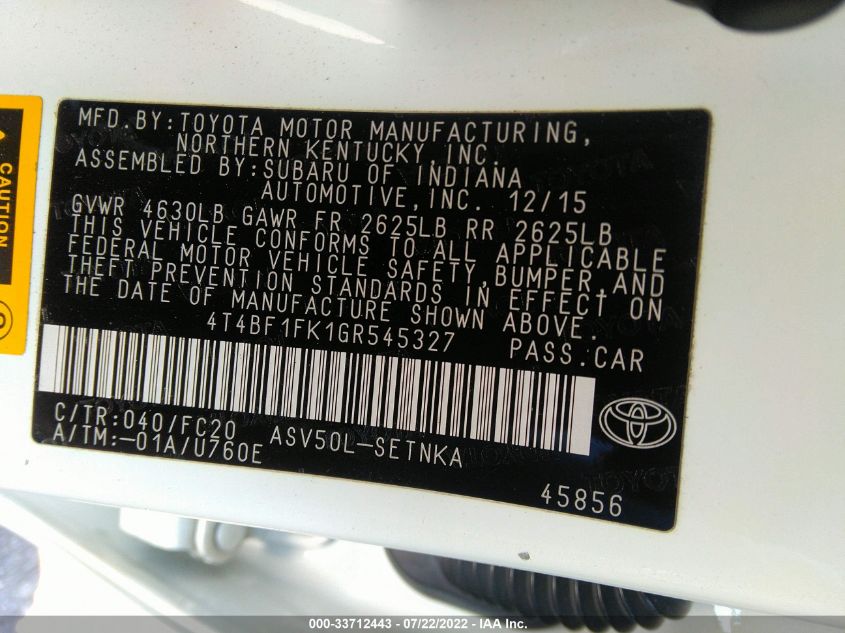 MFD.BY:TOYOTA MOTOR MANUFACTURING,
NORTHERN KENTUCKY,INC.
ASSEMBLED BY:SUBARU OF INDIANA
AUTOMOTIVE,INC. 12/15
GVWR 4630LB GAWR FR 2625LB RR 2625LB
THIS VEHICLE CONFORMS TO ALL APPLICABLE
FEDERAL MOTOR VEHICLE SAFETY,BUMPER,AND
THEFT PREVENTION STANDARDS IN EFFECt ON
THE DATE OF MANUFACTURE SHOWN ABOVE.
4T4BF1FK1GR545327 PASS.CAR
C/TR:040/FC20 ASV50L-SETNKA
A/TM:-01A/U760E
45856
CAUTION
000-33712443 - 07/22/2022 - IAA Inc.